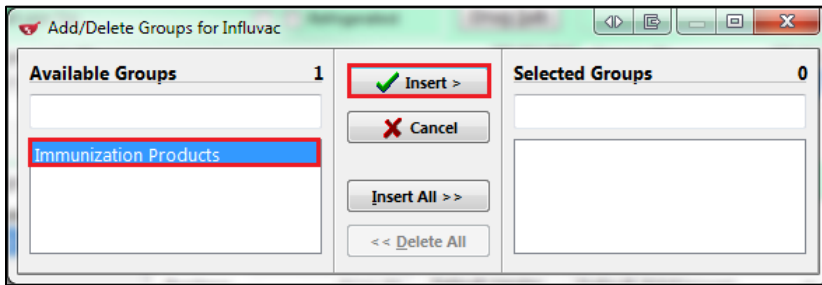 Add/Delete Groups for Influvac
Available Groups 1
Immunization Products
Insert >
Cancel
Insert All >>
<< Delete All
Selected Groups 0